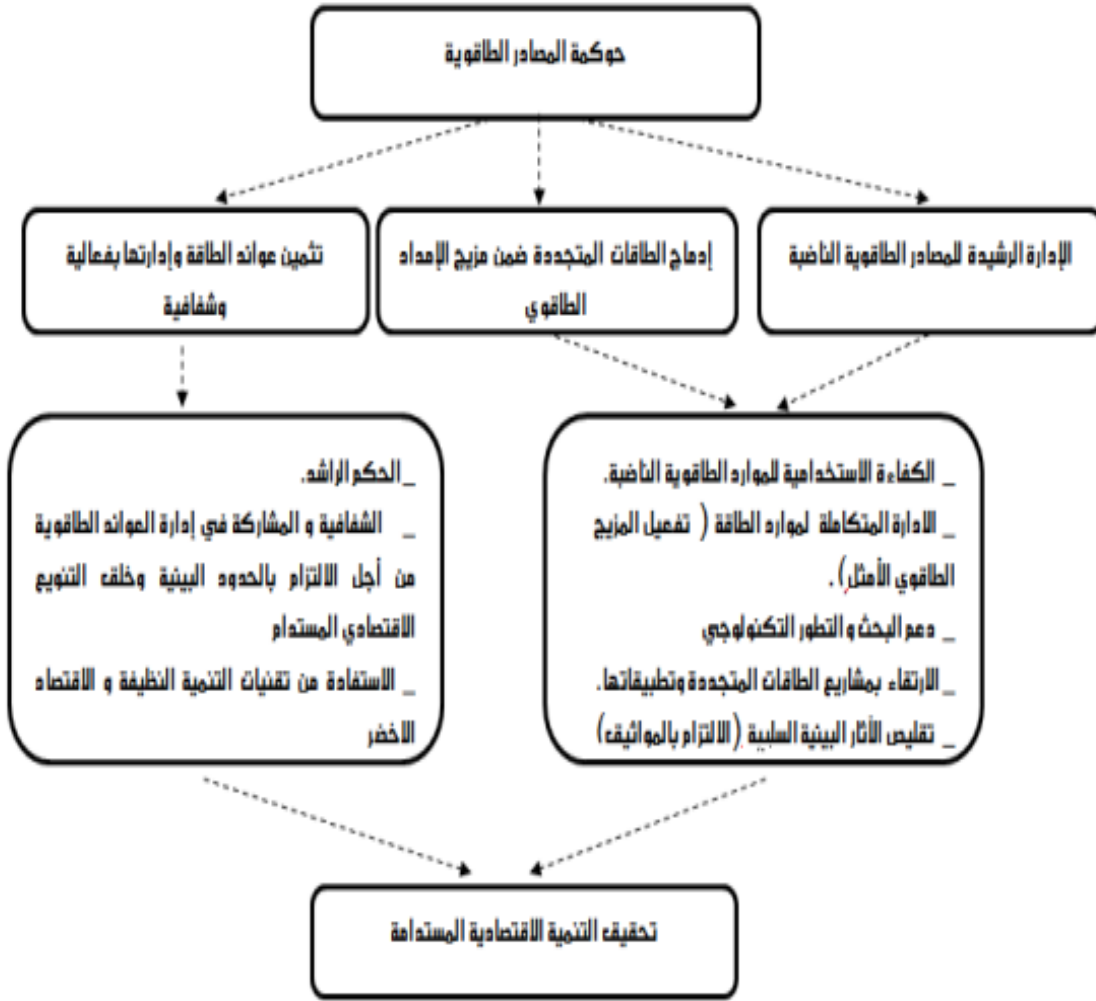 حوكمة المصادر الطاقوية
الإدارة الرشيدة للمصادر الطاقوية الناضبة
إدماج الطاقات المتجددة ضمن مزيج الإمداد
الطاقوي
تثمين عوائد الطاقة وإدارتها بفعالية
وشفافية
_ الكفاءة الاستخدامية للموارد الطاقوية الناضبة.
_ الادارة المتكاملة لموارد الطاقة ( تفعيل المزيج
الطاقوي الأمثل) .
_ دعم البحث و التطور التكنولوجي
_ الارتقاء بمشاريع الطاقات المتجددة وتطبيقاتها.
_ تقليص الأثار البيئية السلبية (الالتزام بالمواثيق)
_ الحكم الراشد.
_ الشفافية و المشاركة في إدارة العوائد الطاقوية
من أجل الالتزام بالحدود البيئية وخلق التنويع
الاقتصادي المستدام
_ الاستفادة من تقنيات التنمية النظيفة و الاقتصاد
الاخضر
تحقيق التنمية الاقتصادية المستدامة